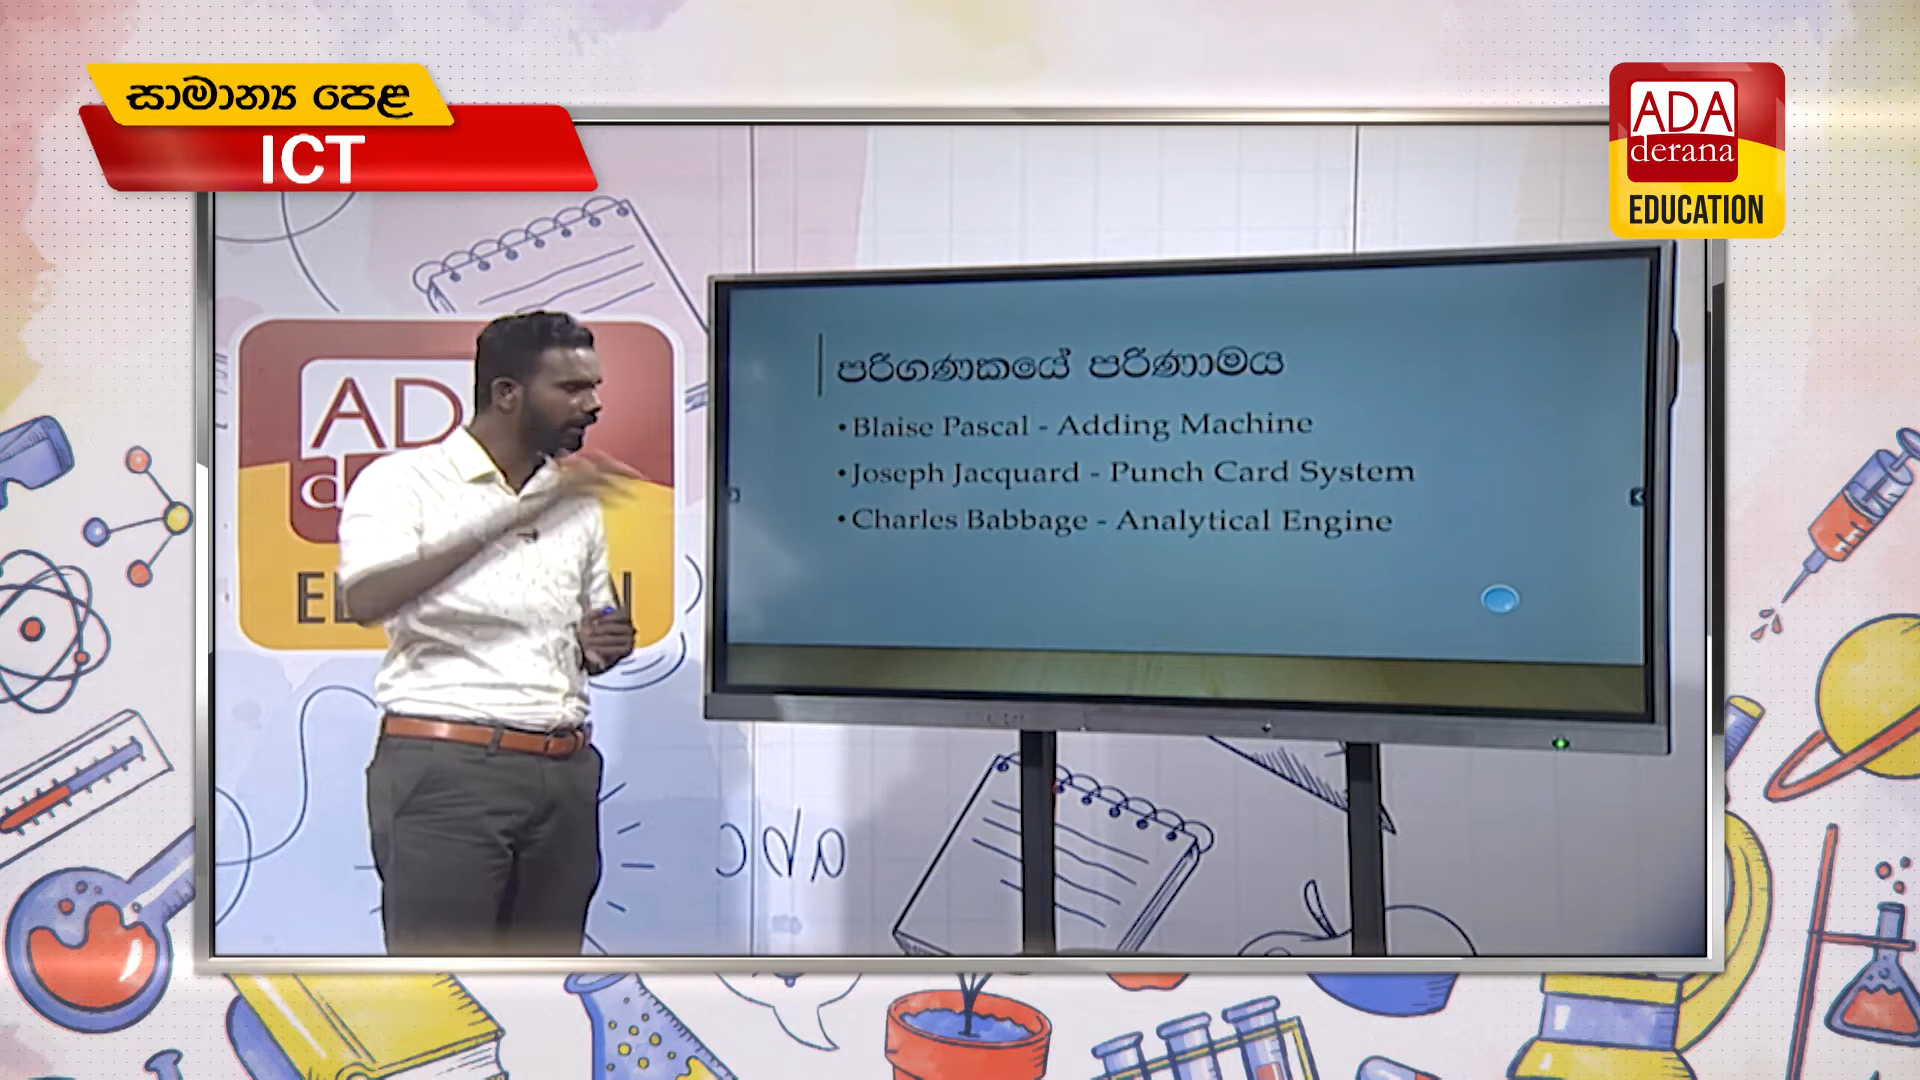 සාමාන්‍ය පෙළ
ICT
ADA
derana
EDUCATION
පරිගණකයේ පරිණාමය
• Blaise Pascal - Adding Machine
• Joseph Jacquard - Punch Card System
• Charles Babbage - Analytical Engine
abc